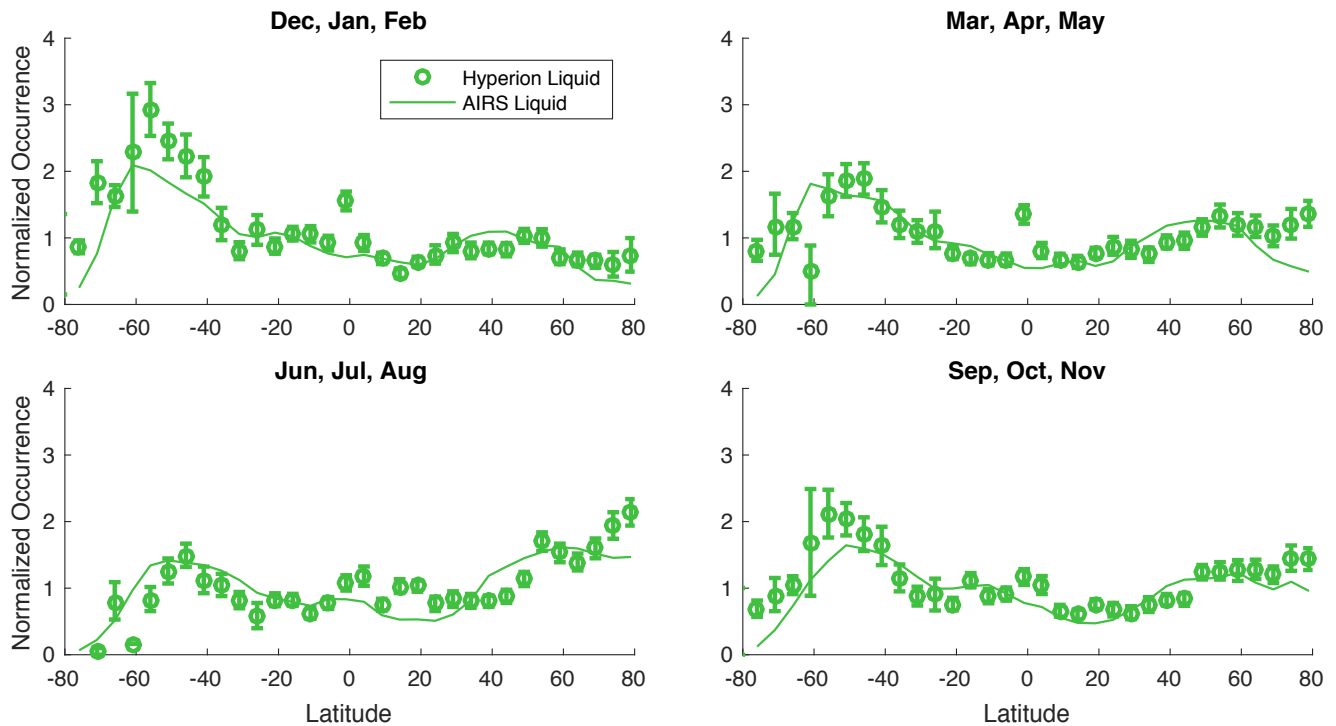 Dec, Jan, Feb
Mar, Apr, May
Normalized Occurrence
4
3
2
1
0
-80 -60 -40 -20 0 20 40 60 80
Hyperion Liquid
AIRS Liquid
4
3
2
1
0
-80 -60 -40 -20 0 20 40 60 80
Jun, Jul, Aug
Sep, Oct, Nov
Normalized Occurrence
4
3
2
1
0
-80 -60 -40 -20 0 20 40 60 80
Latitude
4
3
2
1
0
-80 -60 -40 -20 0 20 40 60 80
Latitude